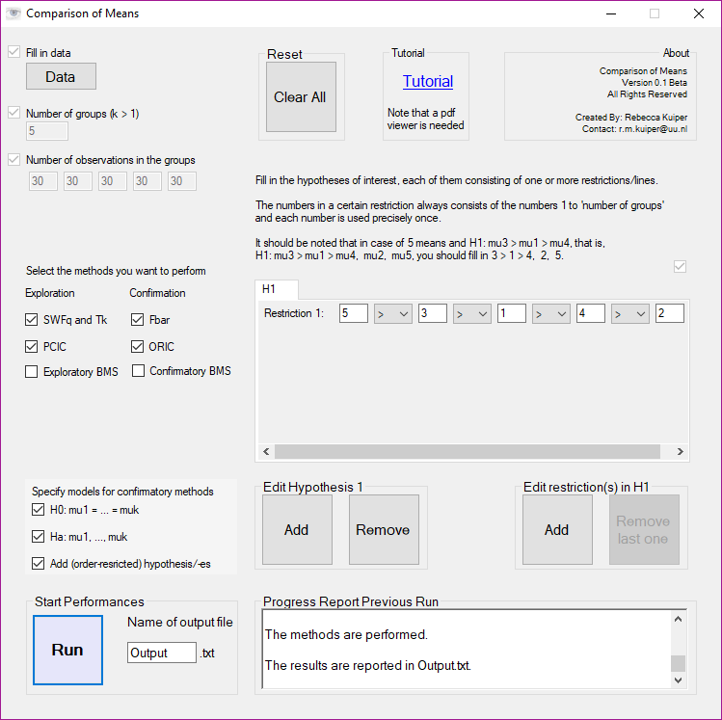 Comparison of Means
Fill in data
Data
Number of groups (k > 1)
5
Number of observations in the groups
30 30 30 30 30
Reset
Clear All
Tutorial
Tutorial
Note that a pdf
viewer is needed
About
Comparison of Means
Version 0.1 Beta
All Rights Reserved
Created By: Rebecca Kuiper
Contact: r.m.kuiper@uu.nl
Fill in the hypotheses of interest, each of them consisting of one or more restrictions/lines.
The numbers in a certain restriction always consists of the numbers 1 to 'number of groups'
and each number is used precisely once.
It should be noted that in case of 5 means and H1: mu3 > mu1 > mu4, that is,
H1: mu3 > mu1 > mu4, mu2, mu5, you should fill in 3 > 1 > 4, 2, 5.
Select the methods you want to perform
Exploration Confirmation
SWFq and Tk Fbar
PCIC ORIC
Exploratory BMS Confirmatory BMS
H1
Restriction 1: 5 > 3 > 1 > 4 > 2
Specify models for confirmatory methods
H0: mu1 = ... = muk
Ha: mu1, ..., muk
Add (order-resricted) hypothesis/-es
Edit Hypothesis 1
Add Remove
Edit restriction(s) in H1
Add Remove
last one
Start Performances
Run
Name of output file
Output .txt
Progress Report Previous Run
The methods are performed.
The results are reported in Output.txt.